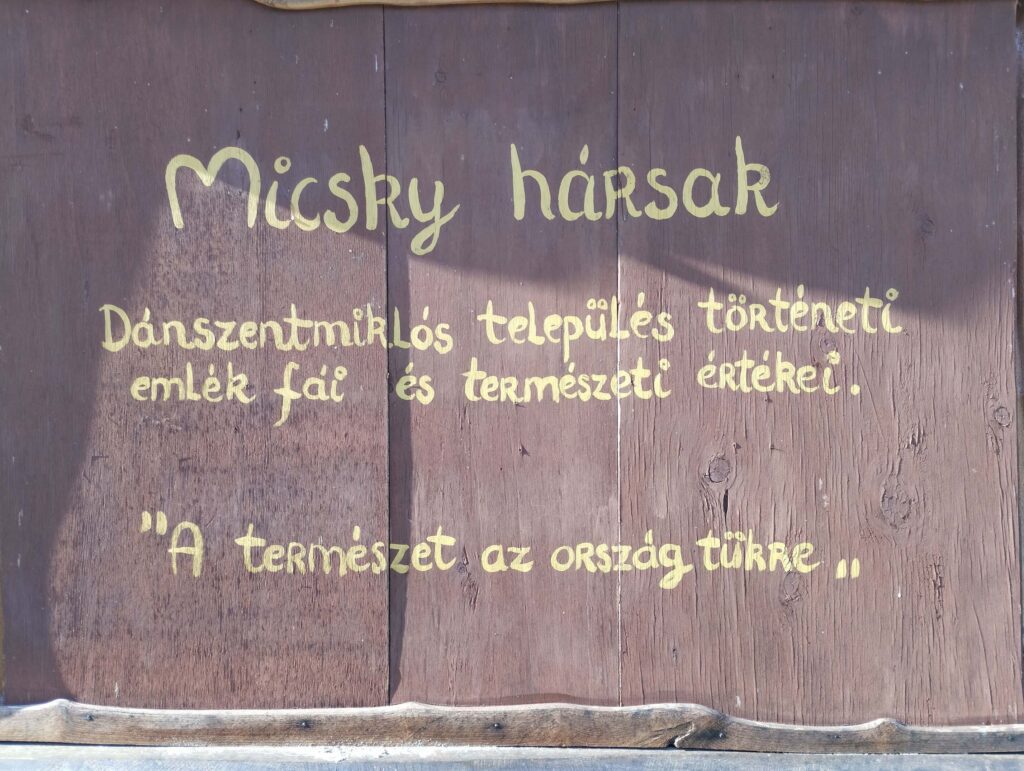 Micsky hársak
Dánszentmiklós település történeti
emlék fái és természeti értékei.
"A természet az ország tükre„